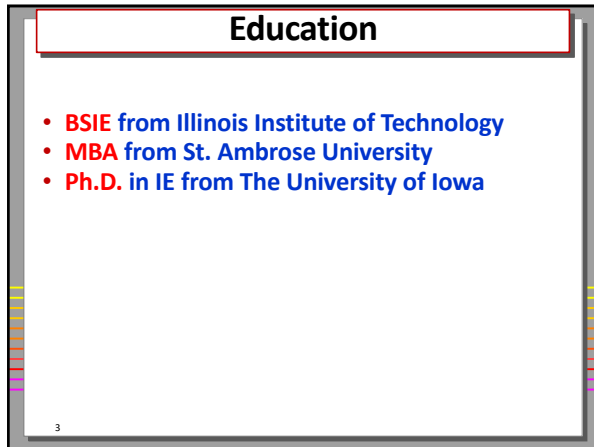 Education
• BSIE from Illinois Institute of Technology
• MBA from St. Ambrose University
• Ph.D. in IE from The University of Iowa
3